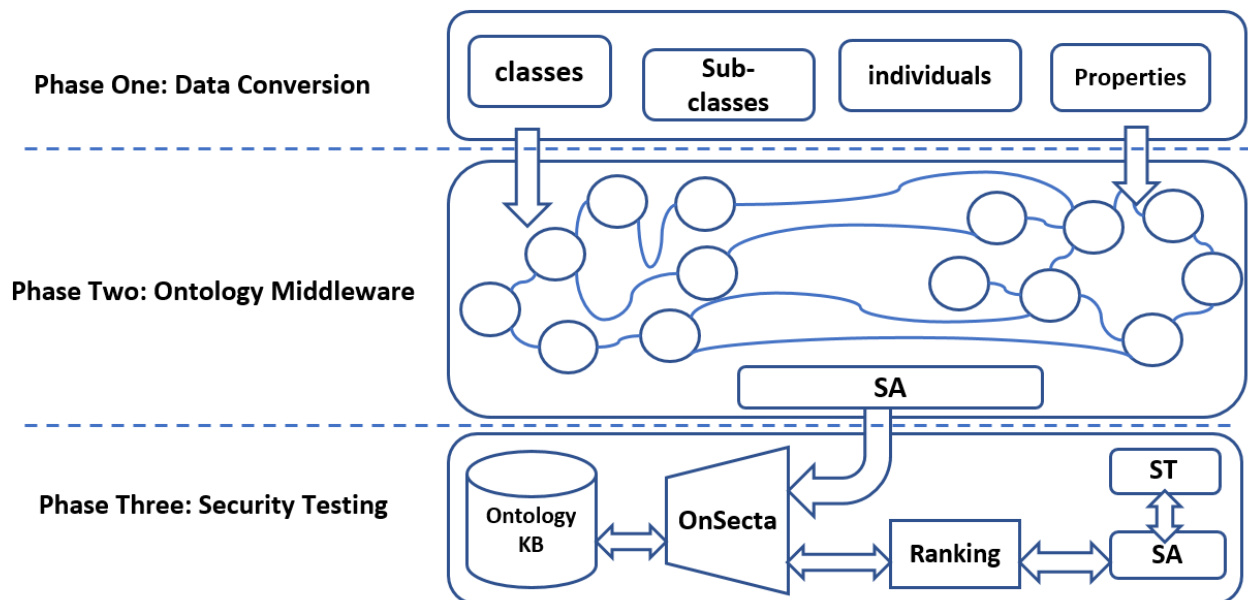 Phase One: Data Conversion
classes
Sub-
classes
individuals
Properties
Phase Two: Ontology Middleware
SA
Phase Three: Security Testing
Ontology
KB
OnSecta
Ranking
ST
SA